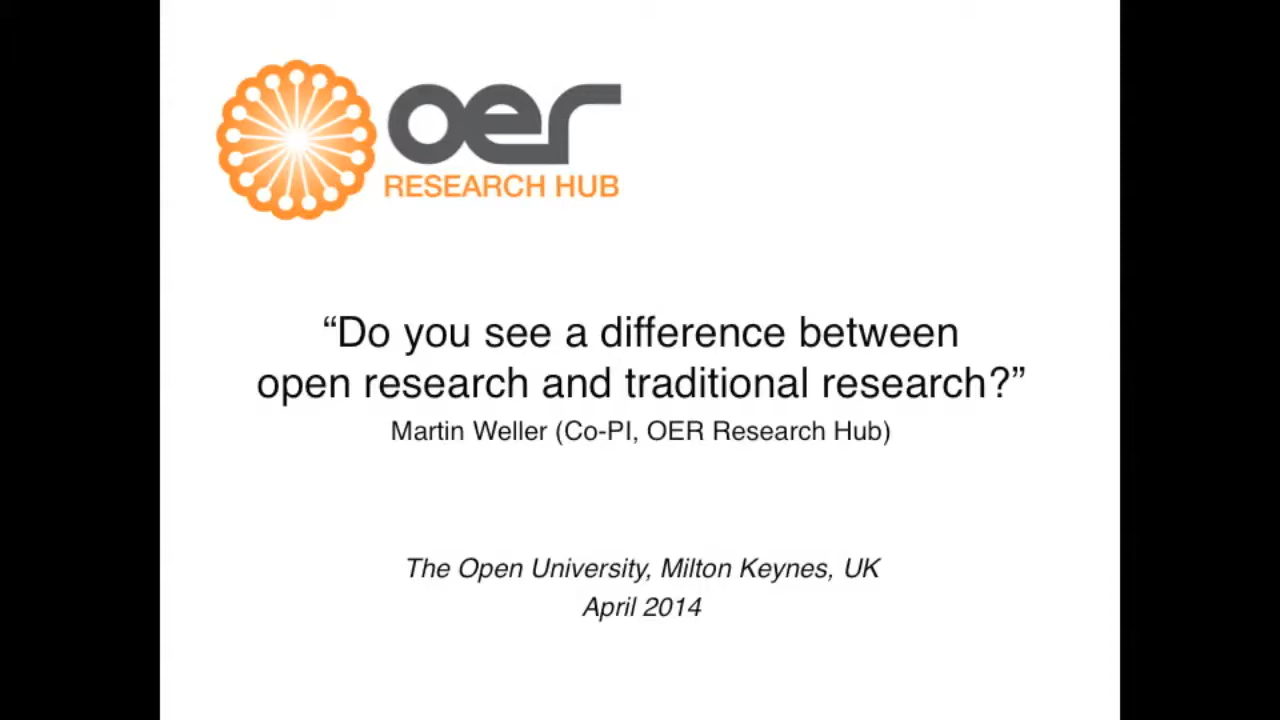 oer
RESEARCH HUB
“Do you see a difference between
open research and traditional research?”
Martin Weller (Co-PI, OER Research Hub)
The Open University, Milton Keynes, UK
April 2014